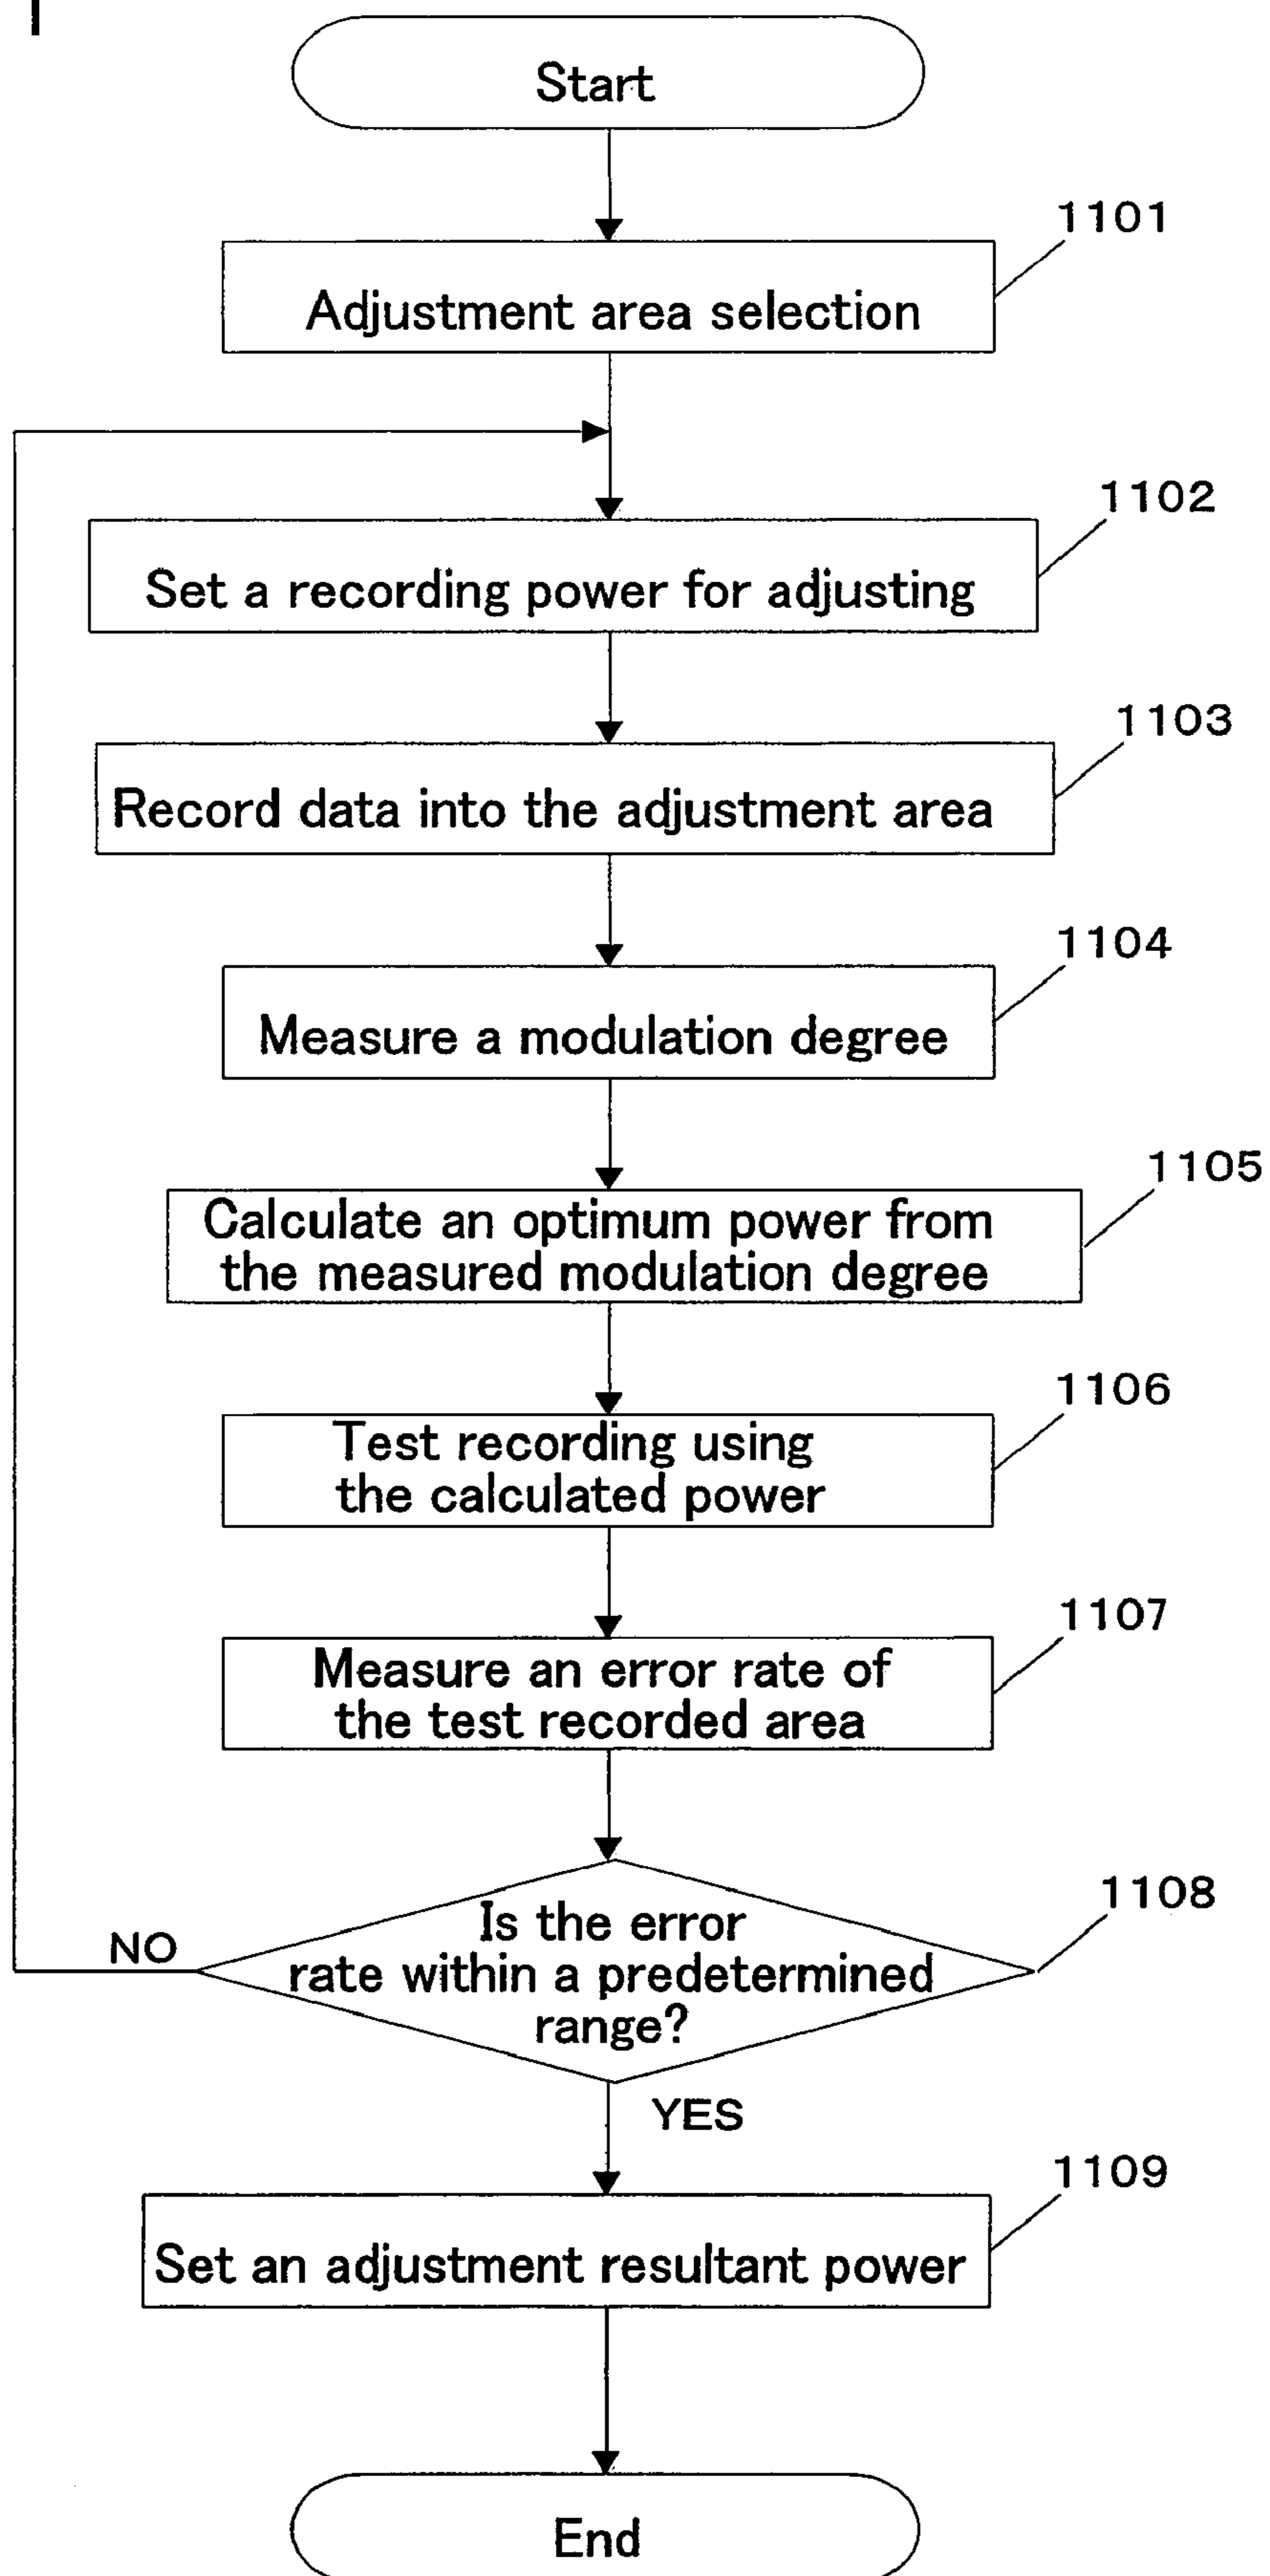 Start
1101
Adjustment area selection
1102
Set a recording power for adjusting
1103
Record data into the adjustment area
1104
Measure a modulation degree
1105
Calculate an optimum power from
the measured modulation degree
1106
Test recording using
the calculated power
1107
Measure an error rate of
the test recorded area
1108
Is the error
rate within a predetermined
range?
NO
YES
1109
Set an adjustment resultant power
End